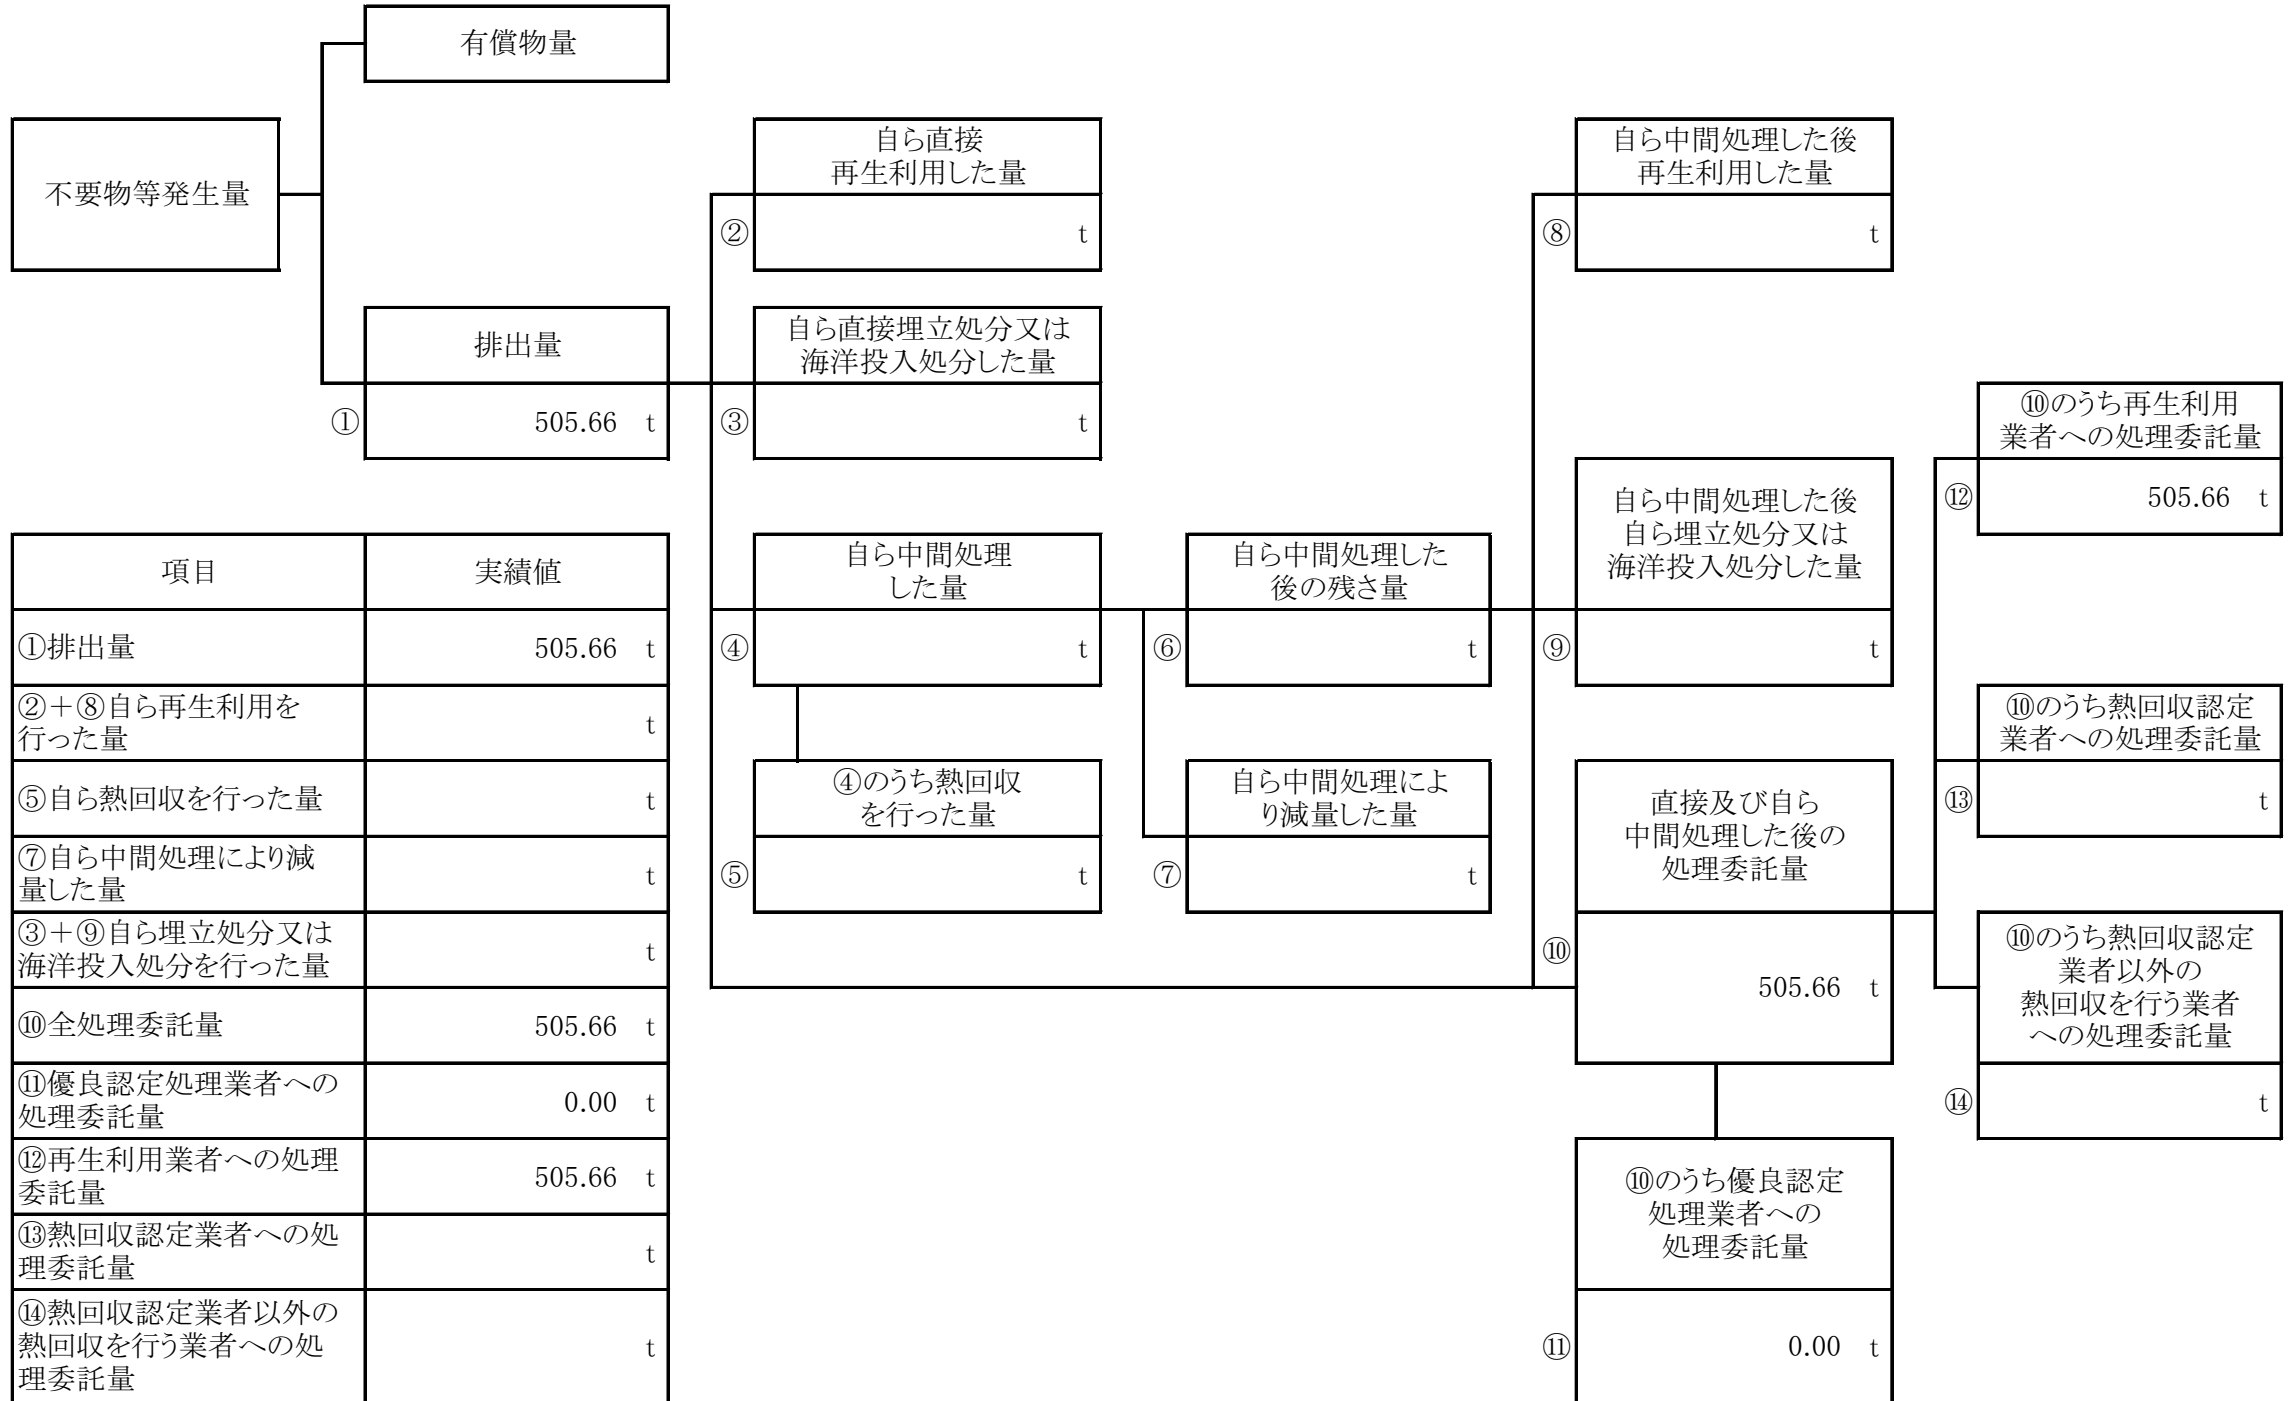 有償物量
不要物等発生量
自ら直接
再生利用した量
② t
自ら中間処理した後
再生利用した量
⑧ t
排出量
① 505.66 t
自ら直接埋立処分又は
海洋投入処分した量
③ t
⑩のうち再生利用
業者への処理委託量
⑫ 505.66 t
自ら中間処理
した量
④ t
自ら中間処理した
後の残さ量
⑥ t
自ら中間処理した後
自ら埋立処分又は
海洋投入処分した量
⑨ t
④のうち熱回収
を行った量
⑤ t
自ら中間処理によ
り減量した量
⑦ t
直接及び自ら
中間処理した後の
処理委託量
⑩ 505.66 t
⑩のうち熱回収認定
業者への処理委託量
⑬ t
⑩のうち熱回収認定
業者以外の
熱回収を行う業者
への処理委託量
⑭ t
⑩のうち優良認定
処理業者への
処理委託量
⑪ 0.00 t
項目 実績値
①排出量 505.66 t
②＋⑧自ら再生利用を
行った量 t
⑤自ら熱回収を行った量 t
⑦自ら中間処理により減
量した量 t
③＋⑨自ら埋立処分又は
海洋投入処分を行った量 t
⑩全処理委託量 505.66 t
⑪優良認定処理業者への
処理委託量 0.00 t
⑫再生利用業者への処理
委託量 505.66 t
⑬熱回収認定業者への処
理委託量 t
⑭熱回収認定業者以外の
熱回収を行う業者への処
理委託量 t